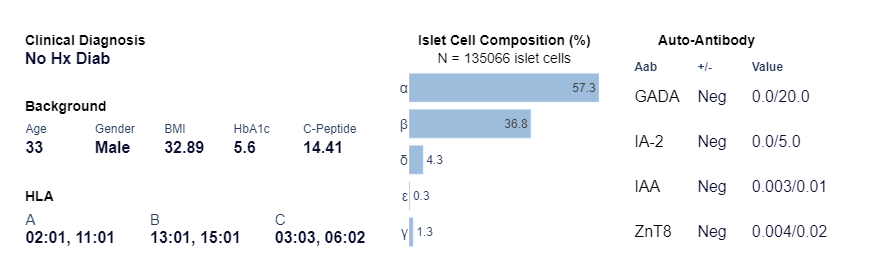 Clinical Diagnosis
No Hx Diab
Background
Age Gender BMI HbA1c C-Peptide
33 Male 32.89 5.6 14.41
HLA
A B C
02:01, 11:01 13:01, 15:01 03:03, 06:02
Islet Cell Composition (%)
N = 135066 islet cells
α 57.3
β 36.8
δ 4.3
ε 0.3
γ 1.3
Auto-Antibody
Aab +/- Value
GADA Neg 0.0/20.0
IA-2 Neg 0.0/5.0
IAA Neg 0.003/0.01
ZnT8 Neg 0.004/0.02